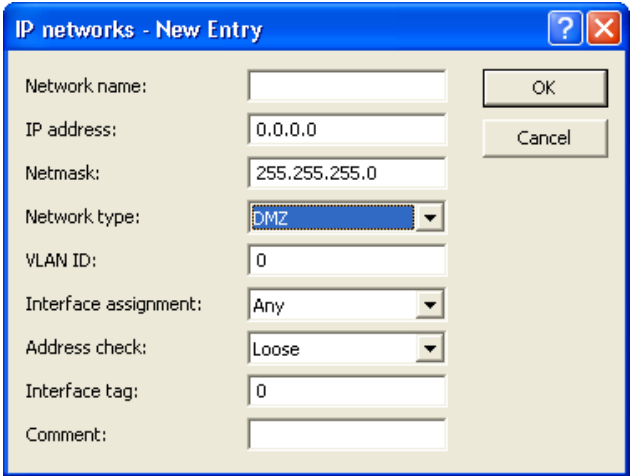 IP networks - New Entry
Network name:
OK
IP address: 0.0.0.0
Cancel
Netmask: 255.255.255.0
Network type: DMZ
VLAN ID: 0
Interface assignment: Any
Address check: Loose
Interface tag: 0
Comment: